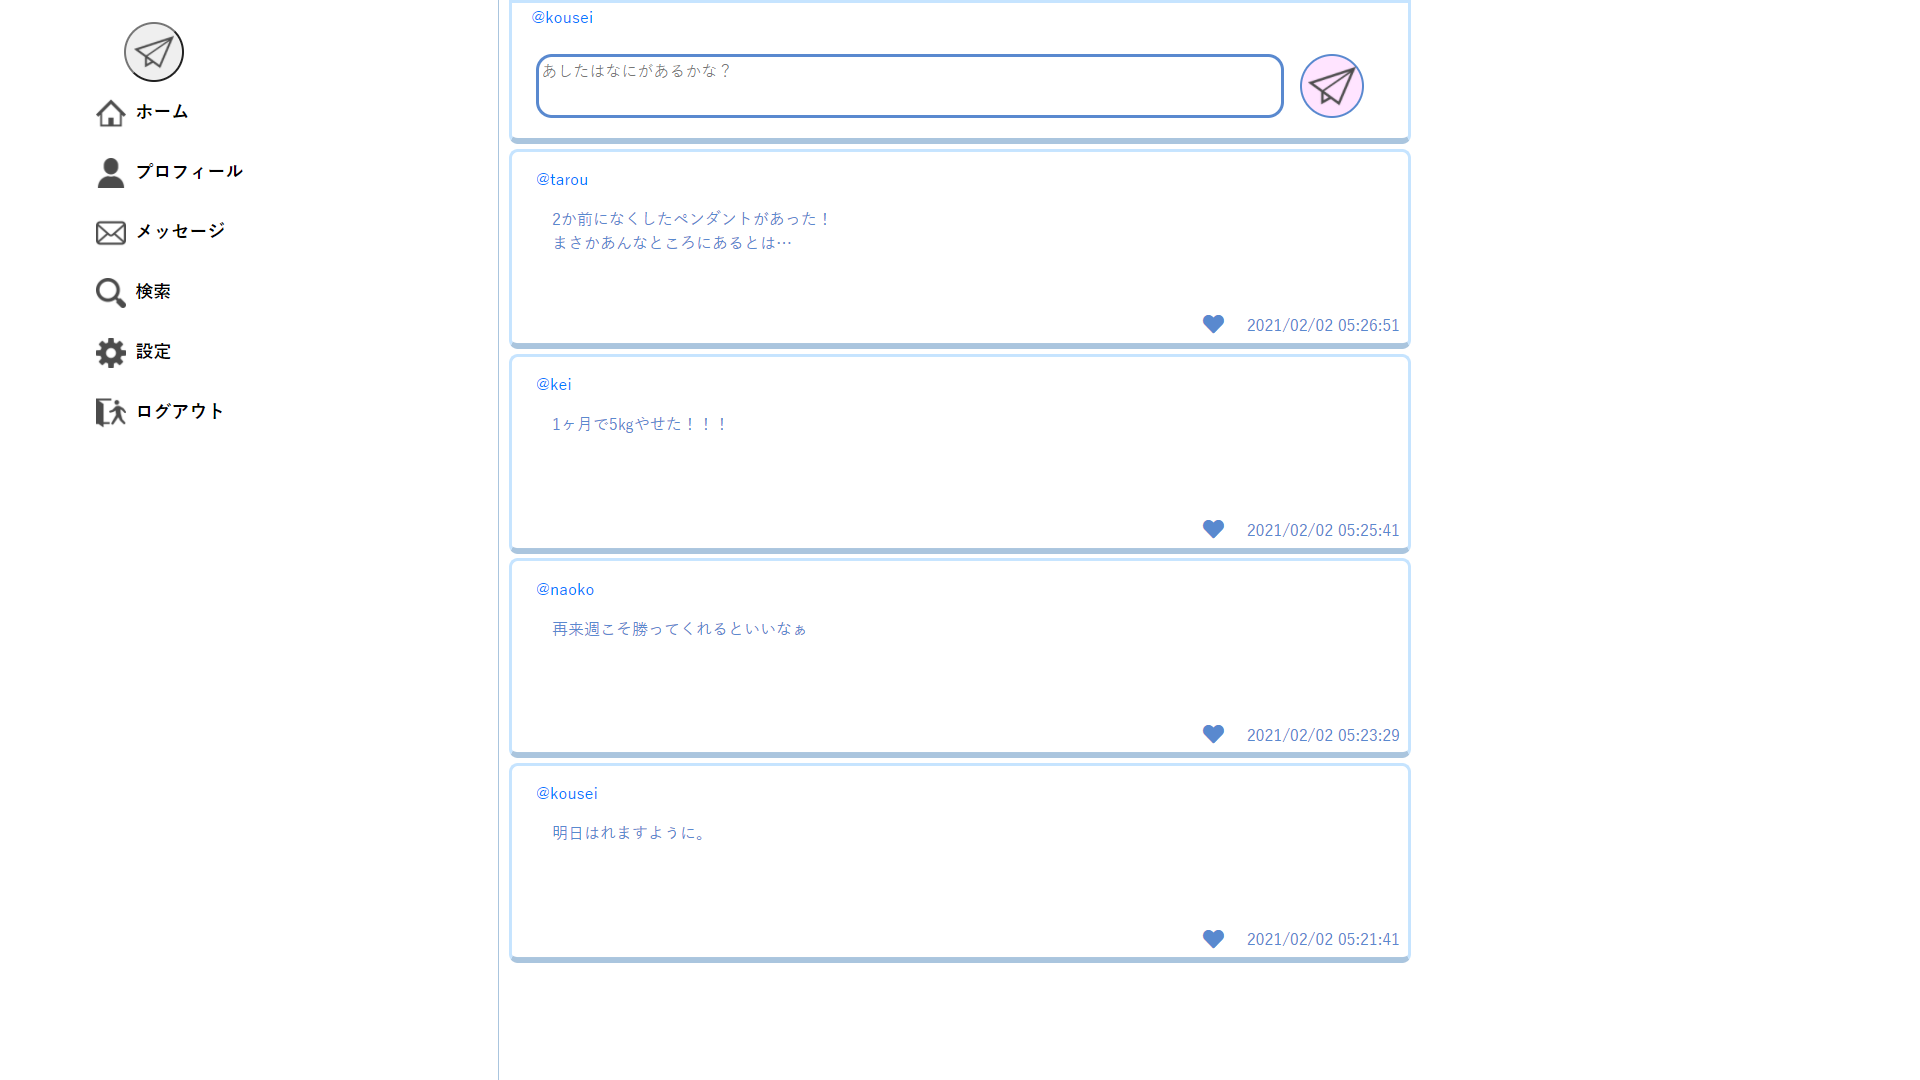 ホーム
プロフィール
メッセージ
検索
設定
ログアウト
@kousei
あしたはなにがあるかな？
@tarou
2か前になくしたペンダントがあった！
まさかあんなところにあるとは…
2021/02/02 05:26:51
@kei
1ヶ月で5kgやせた！！！
2021/02/02 05:25:41
@naoko
再来週こそ勝ってくれるといいなぁ
2021/02/02 05:23:29
@kousei
明日はれますように。
2021/02/02 05:21:41